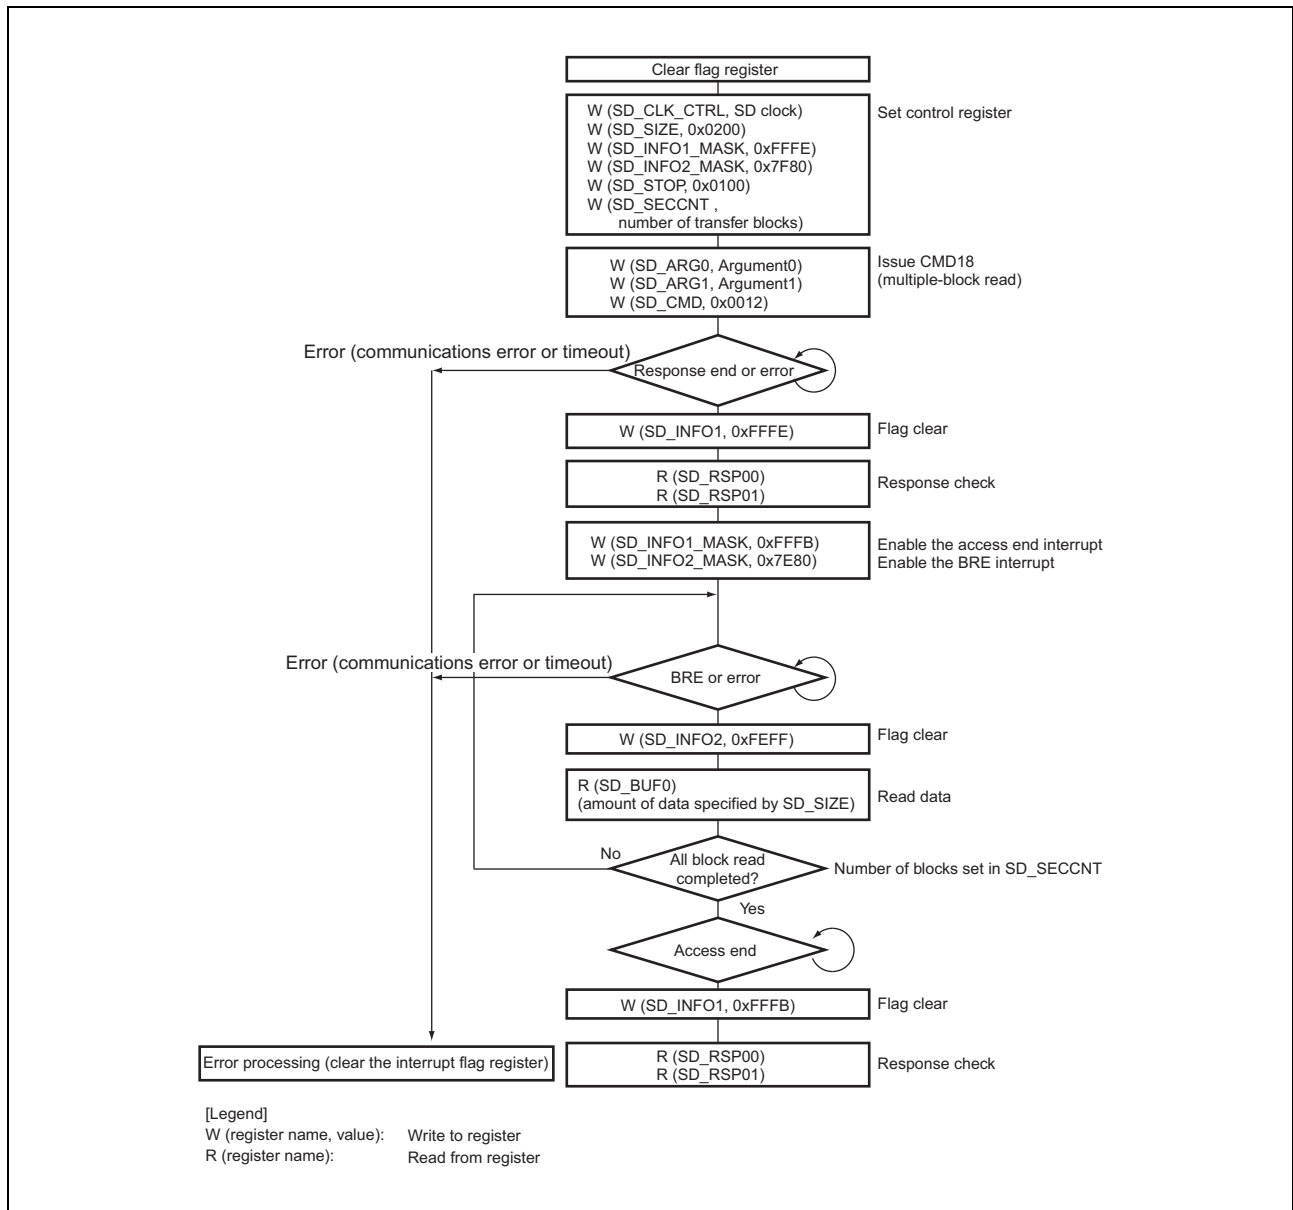 Clear flag register
W (SD_CLK_CTRL, SD clock)
W (SD_SIZE, 0x0200)
W (SD_INFO1_MASK, 0xFFFE)
W (SD_INFO2_MASK, 0x7F80)
W (SD_STOP, 0x0100)
W (SD_SECCNT ,
number of transfer blocks)
Set control register
W (SD_ARG0, Argument0)
W (SD_ARG1, Argument1)
W (SD_CMD, 0x0012)
Issue CMD18
(multiple-block read)
Error (communications error or timeout)
Response end or error
W (SD_INFO1, 0xFFFE)
Flag clear
R (SD_RSP00)
R (SD_RSP01)
Response check
W (SD_INFO1_MASK, 0xFFFB)
W (SD_INFO2_MASK, 0x7E80)
Enable the access end interrupt
Enable the BRE interrupt
Error (communications error or timeout)
BRE or error
W (SD_INFO2, 0xFEFF)
Flag clear
R (SD_BUF0)
(amount of data specified by SD_SIZE)
Read data
No
All block read
completed?
Number of blocks set in SD_SECCNT
Yes
Access end
W (SD_INFO1, 0xFFFB)
Flag clear
Error processing (clear the interrupt flag register)
R (SD_RSP00)
R (SD_RSP01)
Response check
[Legend]
W (register name, value): Write to register
R (register name): Read from register